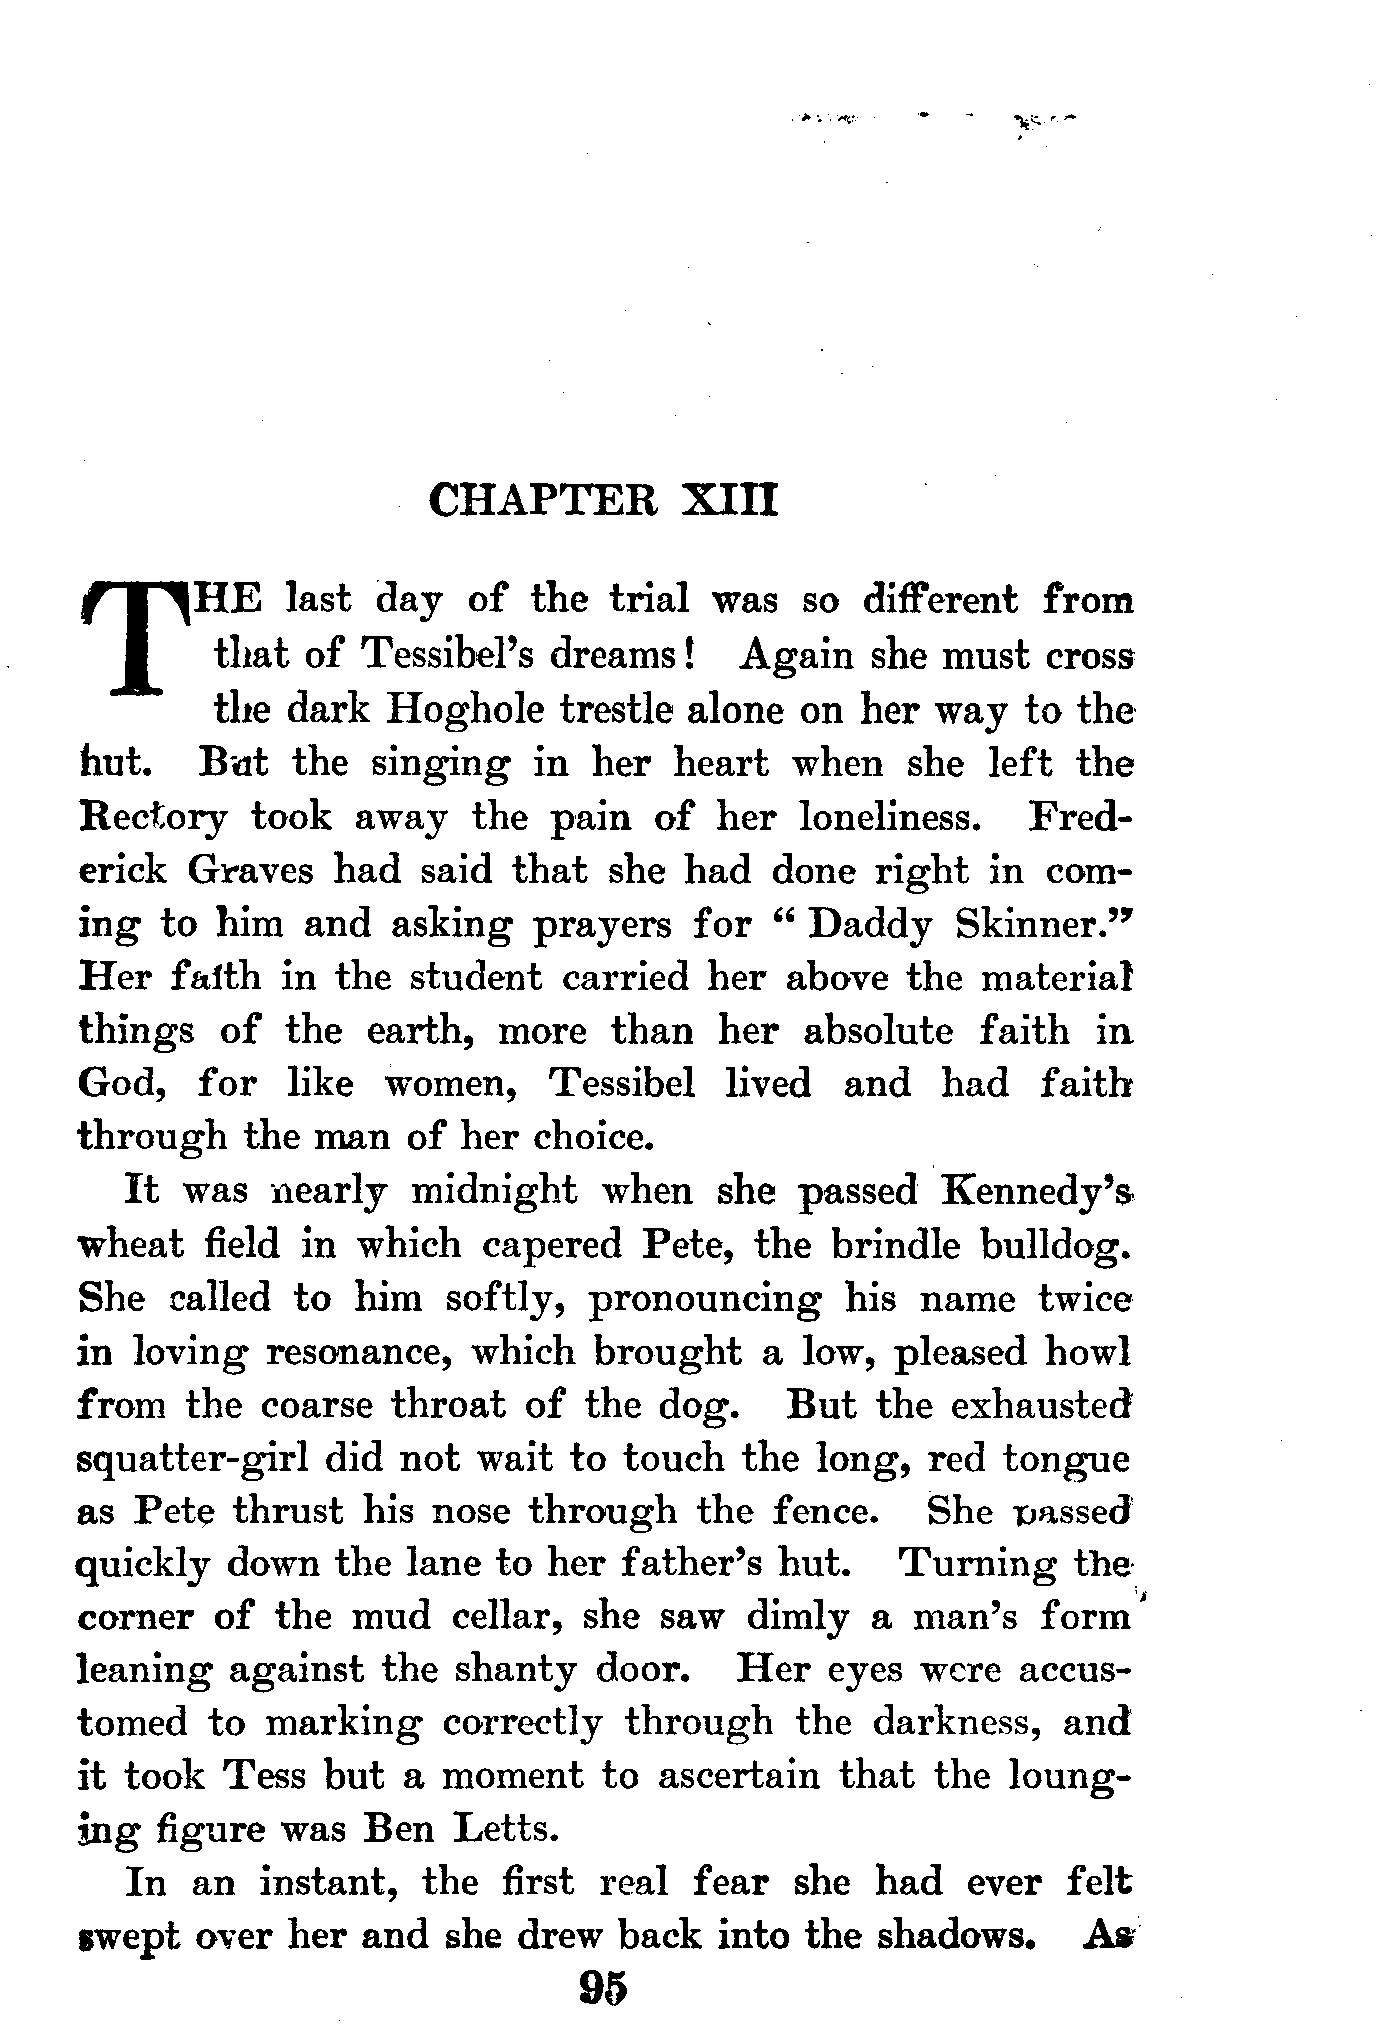 CHAPTER XIII
THE last day of the trial was so different from
that of Tessibel’s dreams! Again she must cross
the dark Hoghole trestle alone on her way to the
hut. But the singing in her heart when she left the
Rectory took away the pain of her loneliness. Fred-
erick Graves had said that she had done right in com-
ing to him and asking prayers for “ Daddy Skinner.”
Her faith in the student carried her above the material
things of the earth, more than her absolute faith in
God, for like women, Tessibel lived and had faith
through the man of her choice.
It was nearly midnight when she passed Kennedy’s
wheat field in which capered Pete, the brindle bulldog.
She called to him softly, pronouncing his name twice
in loving resonance, which brought a low, pleased howl
from the coarse throat of the dog. But the exhausted
squatter-girl did not wait to touch the long, red tongue
as Pete thrust his nose through the fence. She passed
quickly down the lane to her father’s hut. Turning the
corner of the mud cellar, she saw dimly a man’s form
leaning against the shanty door. Her eyes were accus-
tomed to marking correctly through the darkness, and
it took Tess but a moment to ascertain that the loung-
ing figure was Ben Letts.
In an instant, the first real fear she had ever felt
swept over her and she drew back into the shadows. As
95